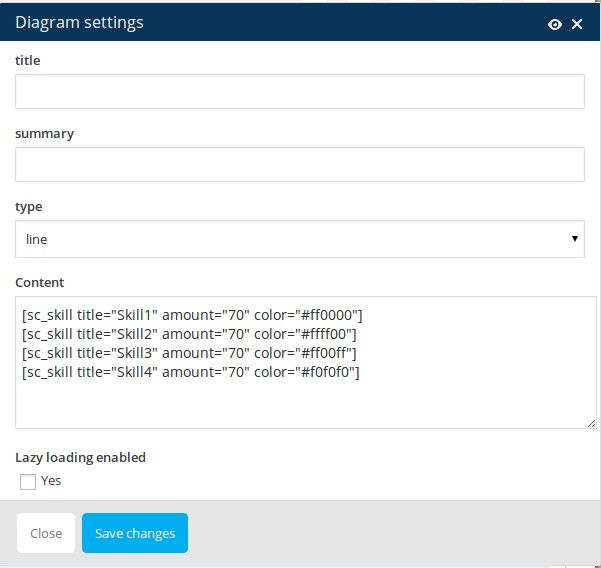 Diagram settings
title
summary
type
line
Content
[sc_skill title="Skill1" amount="70" color="#ff0000"]
[sc_skill title="Skill2" amount="70" color="#ffff00"]
[sc_skill title="Skill3" amount="70" color="#ff00ff"]
[sc_skill title="Skill4" amount="70" color="#f0f0f0"]
Lazy loading enabled
Yes
Close Save changes